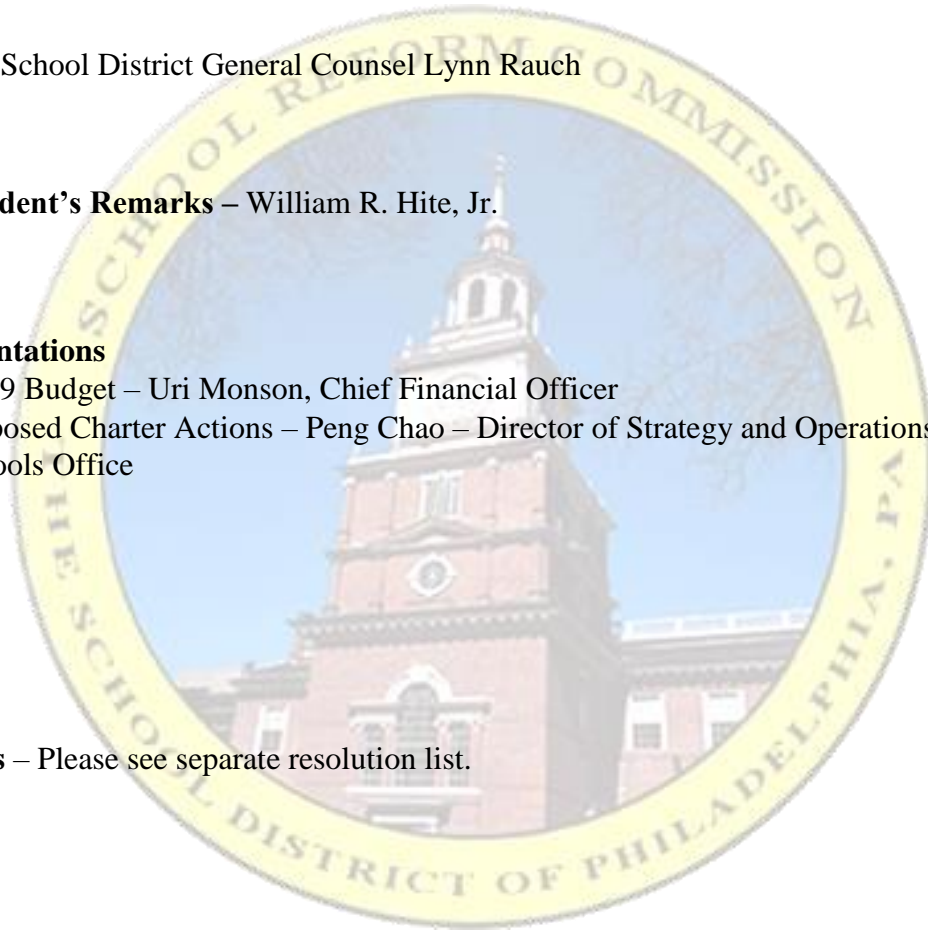 School District General Counsel Lynn Rauch
dent’s Remarks – William R. Hite, Jr.
ntations
9 Budget – Uri Monson, Chief Financial Officer
osed Charter Actions – Peng Chao – Director of Strategy and Operations
ools Office
s – Please see separate resolution list.
THE SCHOOL REFORM COMMISSION
THE SCHOOL DISTRICT OF PHILADELPHIA, PA